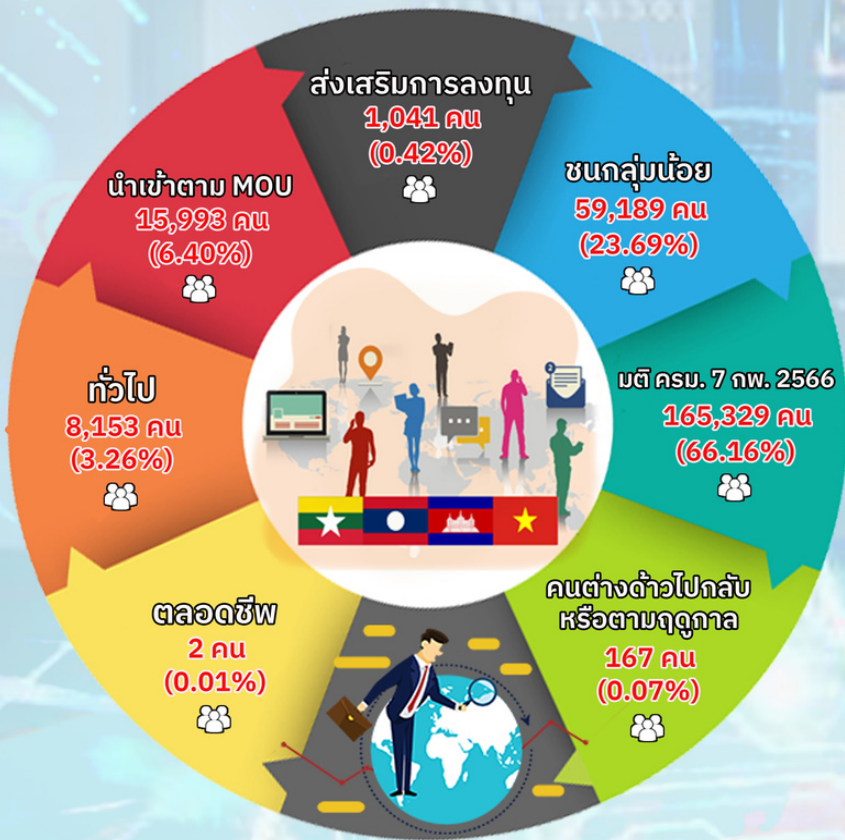 ส่งเสริมการลงทุน
1,041 คน
(0.42%)
ชนกลุ่มน้อย
59,189 คน
(23.69%)
มติ ครม. 7 กพ. 2566
165,329 คน
(66.16%)
คนต่างด้าวไปกลับ
หรือตามฤดูกาล
167 คน
(0.07%)
ตลอดชีพ
2 คน
(0.01%)
ทั่วไป
8,153 คน
(3.26%)
นำเข้าตาม MOU
15,993 คน
(6.40%)